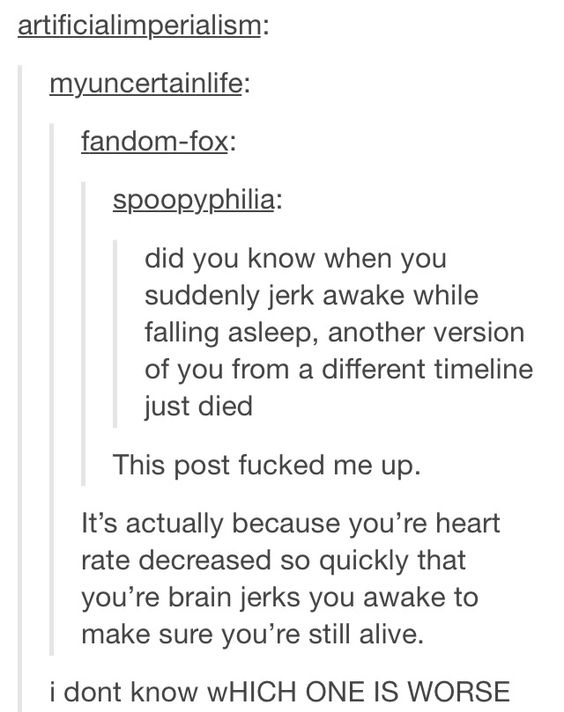 artificialimperialism:
myuncertainlife:
fandom-fox:
spoopyphilia:
did you know when you
suddenly jerk awake while
falling asleep, another version
of you from a different timeline
just died
This post fucked me up.
It’s actually because you’re heart
rate decreased so quickly that
you’re brain jerks you awake to
make sure you’re still alive.
i dont know wHICH ONE IS WORSE